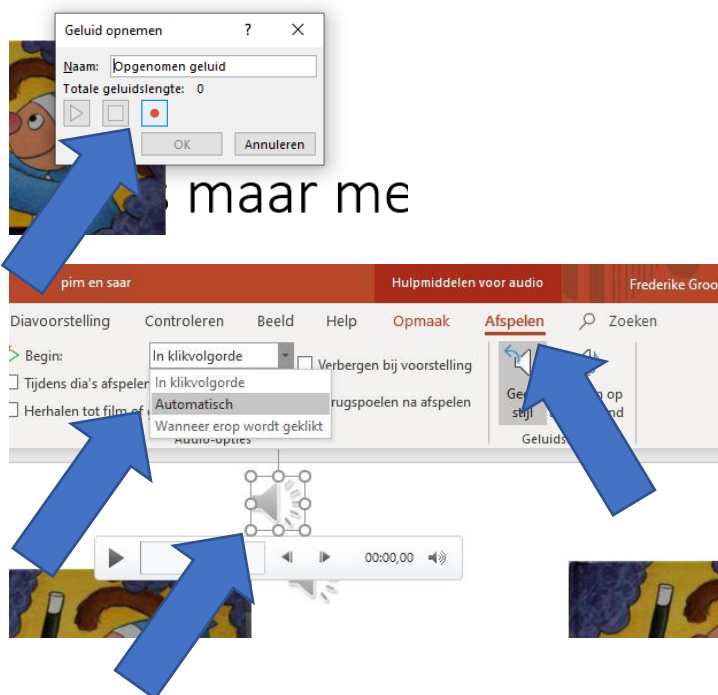 Geluid opnemen ? ×
Naam: Opgenomen geluid
Totale geluidslengte: 0
OK Annuleren
maar me
pim en saar Hulpmiddelen voor audio Frederike Groo
Diavoorstelling Controleren Beeld Help Opmaak Afspelen Zoeken
Begin: In klikvolgorde Verbergen bij voorstelling
Tijdens dia's afspelen In klikvolgorde
Herhalen tot film Automatisch rugspoelen na afspelen
Wanneer erop wordt geklikt
Audio-opties
stijl op
Geluids
00:00,00